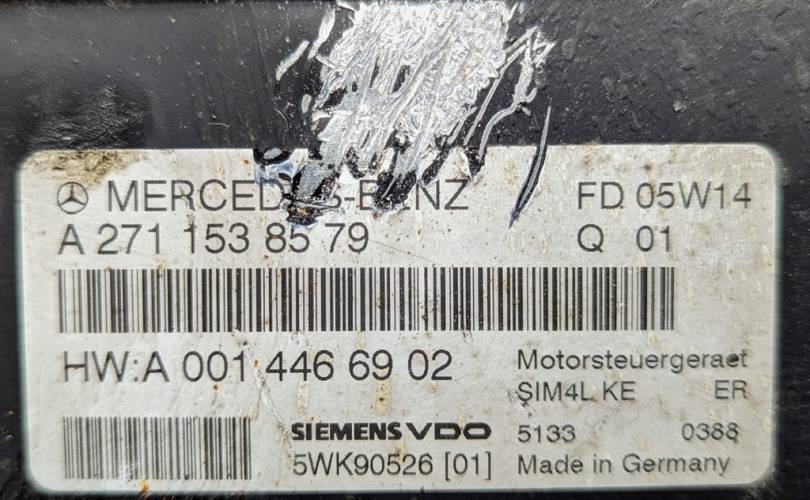 MERCEDES-BENZ FD 05W14
A 271 153 85 79 Q 01
HW:A 001 446 69 02 Motorsteuergeraet
SIM4L KE ER
SIEMENS VDO 5133 0388
5WK90526 [01] Made in Germany